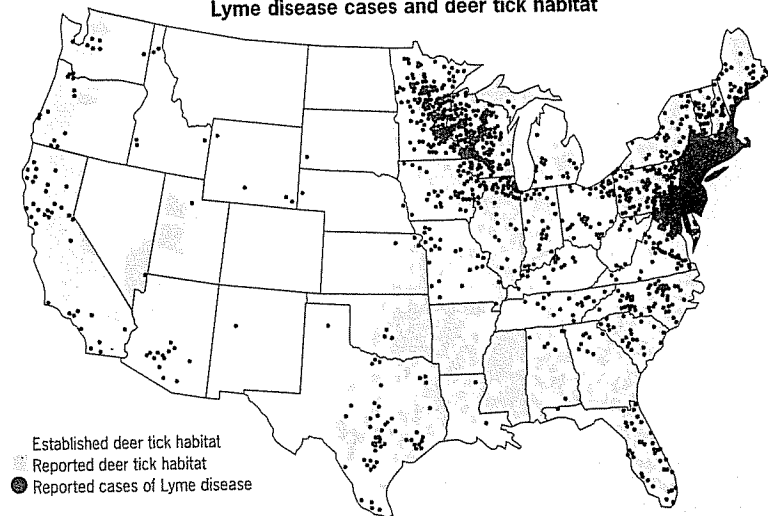 Lyme disease cases and deer tick habitat
Established deer tick habitat
Reported deer tick habitat
Reported cases of Lyme disease